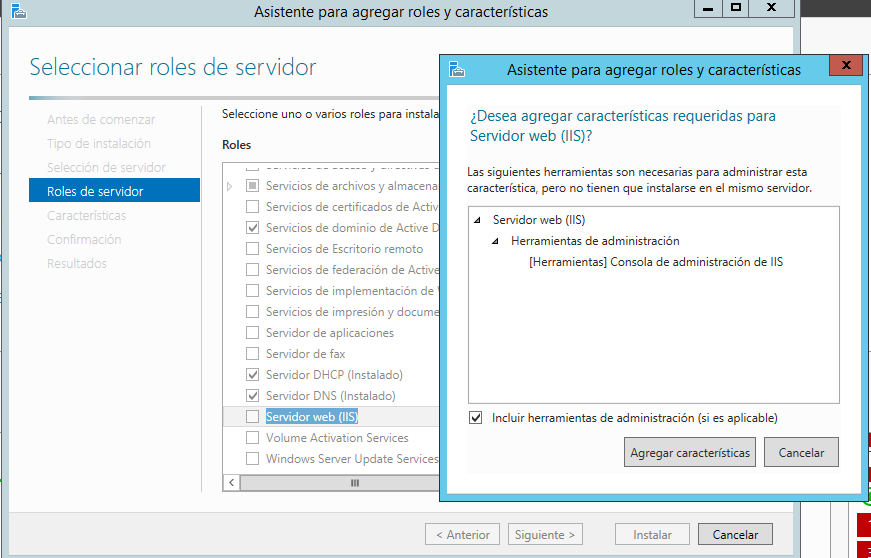 Asistente para agregar roles y características
Seleccionar roles de servidor
Antes de comenzar
Tipo de instalación
Selección de servidor
Roles de servidor
Características
Confirmación
Resultados
Seleccione uno o varios roles para
Roles
Servicios de archivos y
Servicios de certificados de
Servicios de dominio de Active
Servicios de Escritorio remoto
Servicios de federación de Active
Servicios de implementación de
Servicios de impresión y
Servidor de aplicaciones
Servidor de fax
Servidor DHCP (Instalado)
Servidor DNS (Instalado)
Servidor web (IIS)
Volume Activation Services
Windows Server Update Services
< Anterior
Siguiente >
Instalar
Cancelar
Asistente para agregar roles y características
¿Desea agregar características requeridas para
Servidor web (IIS)?
Las siguientes herramientas son necesarias para administrar esta
característica, pero no tienen que instalarse en el mismo servidor.
Servidor web (IIS)
Herramientas de administración
[Herramientas] Consola de administración de IIS
Incluir herramientas de administración (si es aplicable)
Agregar características
Cancelar